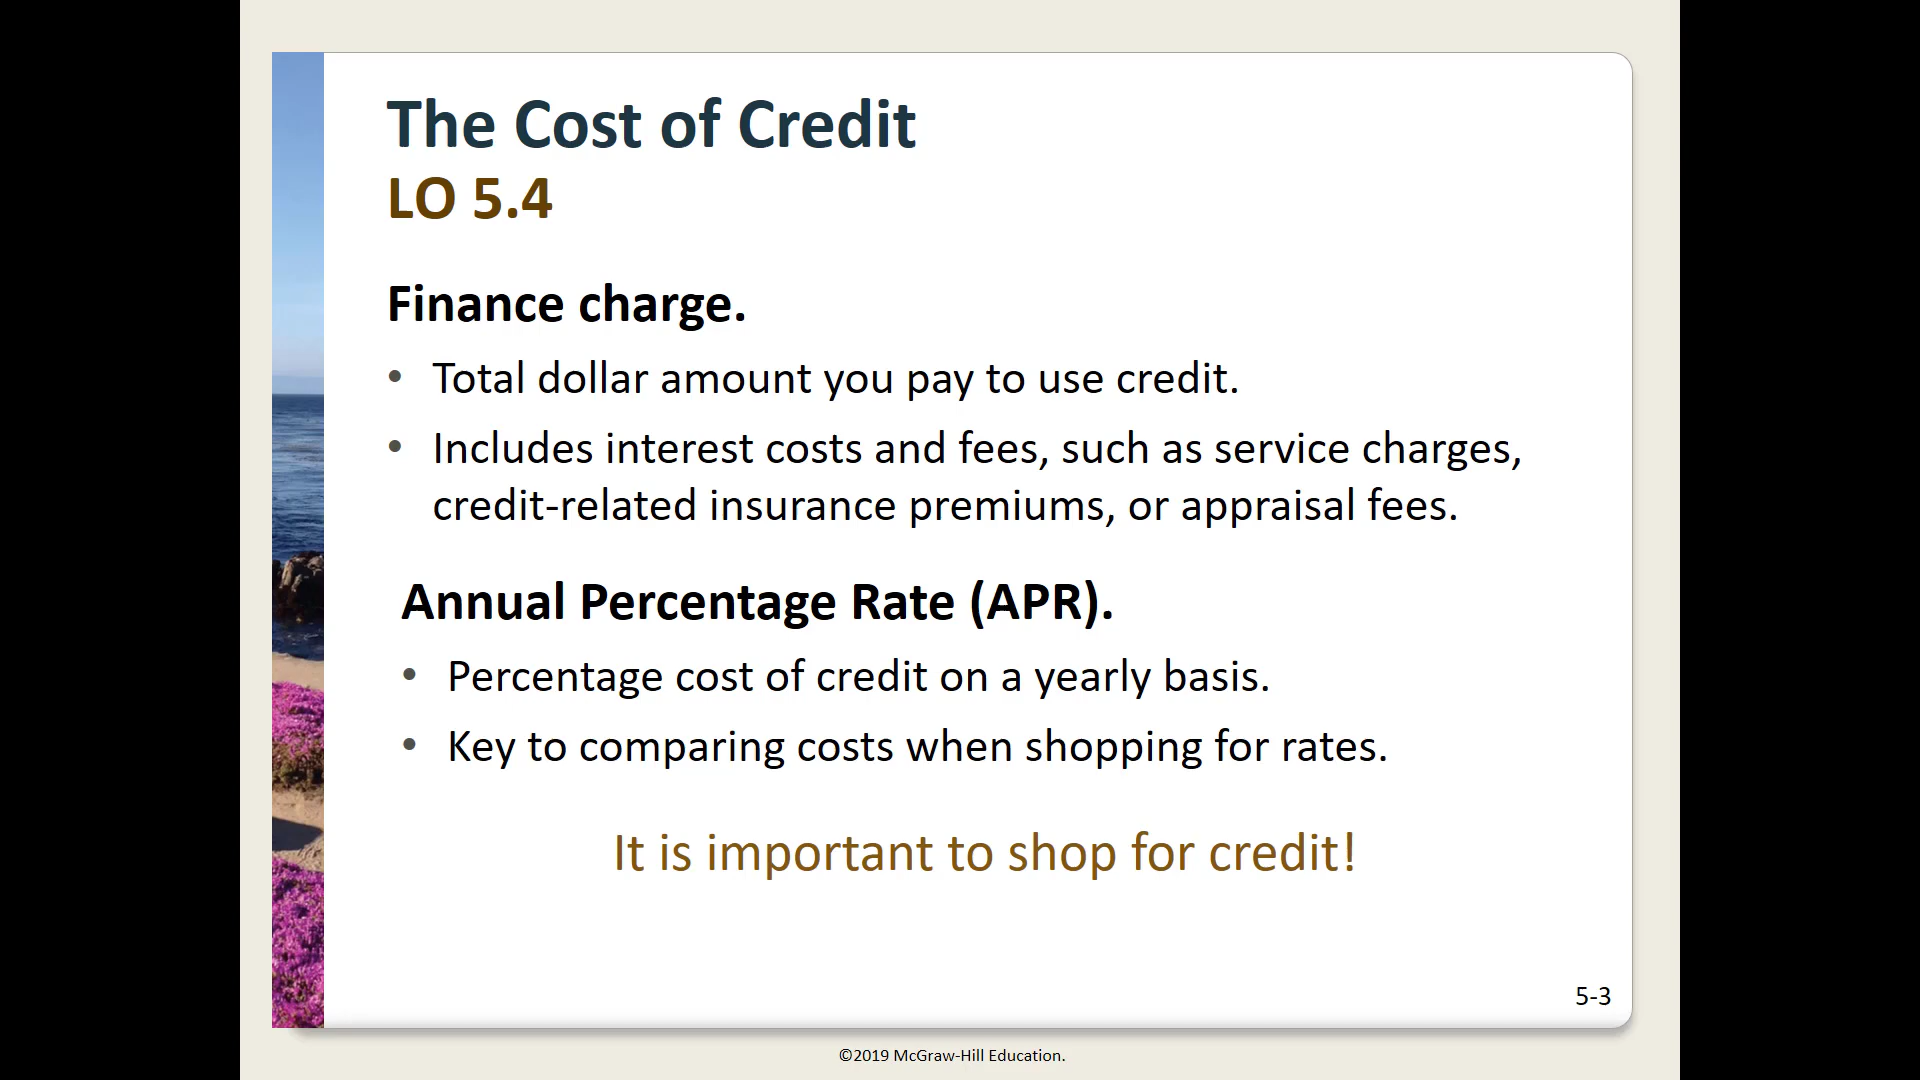 The Cost of Credit
LO 5.4
Finance charge.
• Total dollar amount you pay to use credit.
• Includes interest costs and fees, such as service charges,
credit-related insurance premiums, or appraisal fees.
Annual Percentage Rate (APR).
• Percentage cost of credit on a yearly basis.
• Key to comparing costs when shopping for rates.
It is important to shop for credit!
5-3
©2019 McGraw-Hill Education.